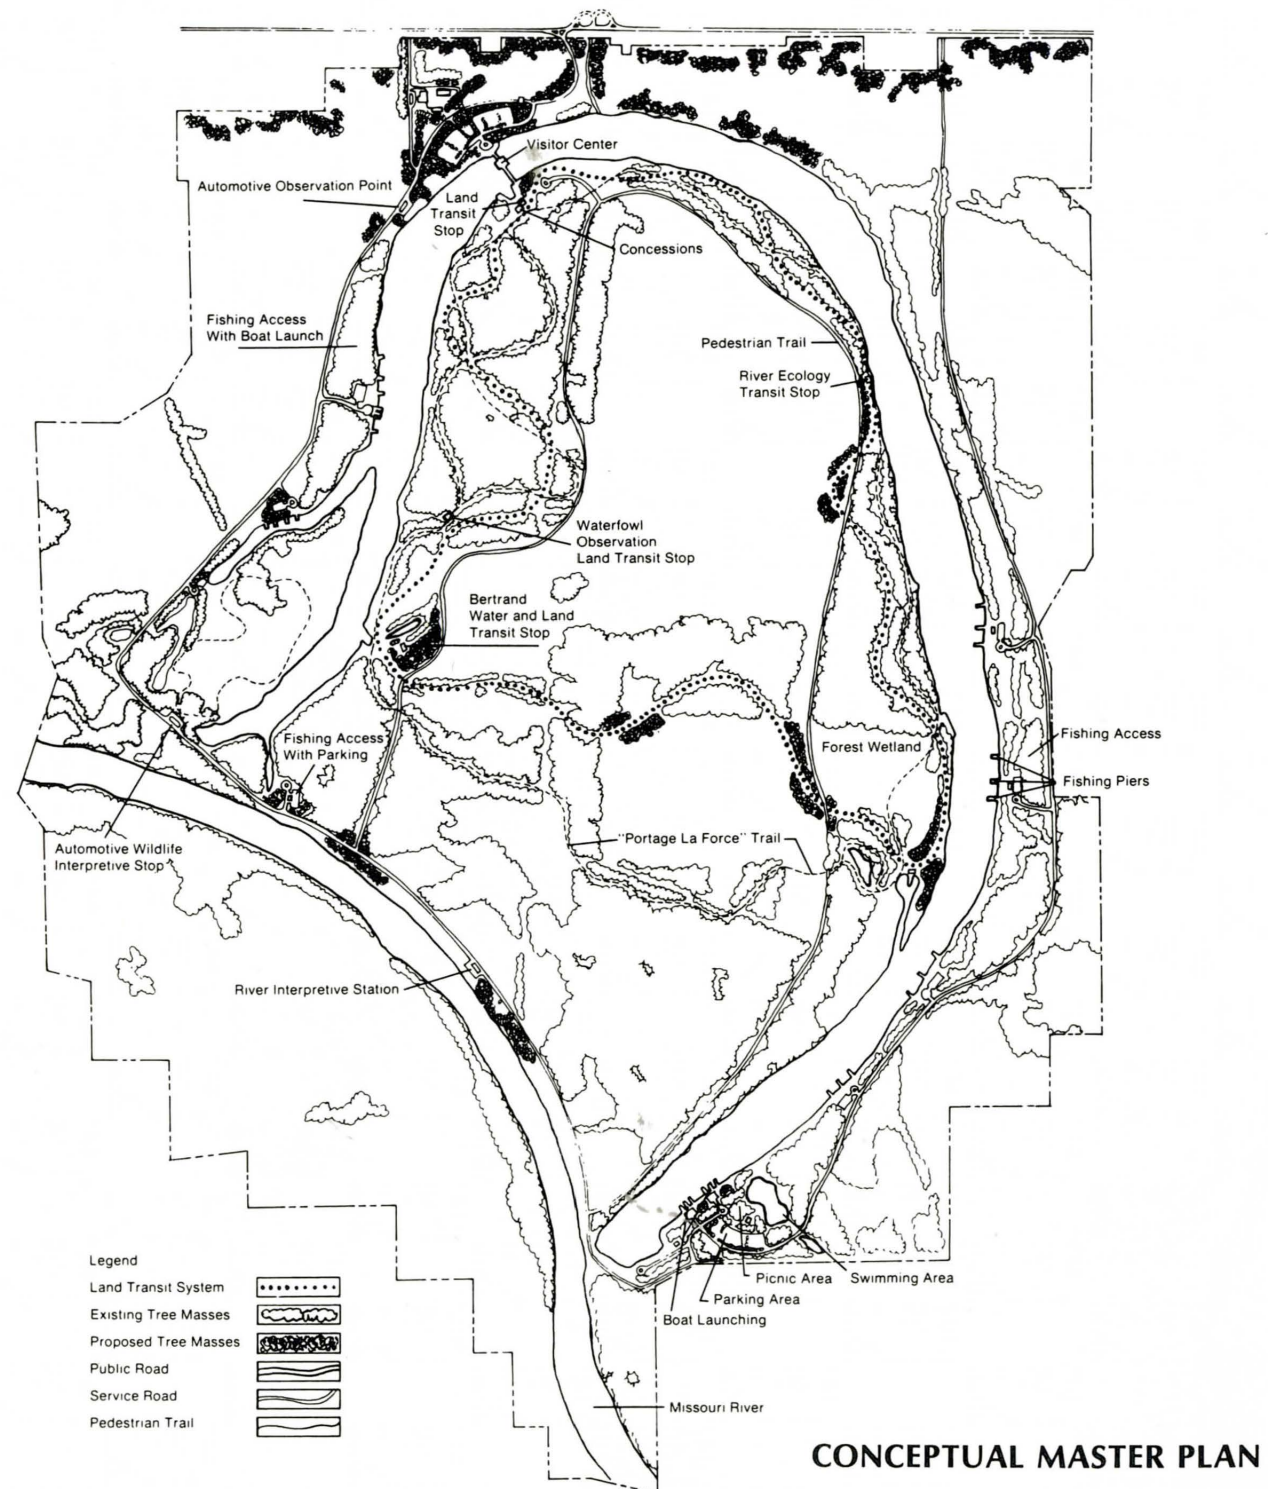 Visitor Center
Automotive Observation Point
Land
Transit
Stop
Concessions
Fishing Access
With Boat Launch
Pedestrian Trail
River Ecology
Transit Stop
Waterfowl
Observation
Land Transit Stop
Bertrand
Water and Land
Transit Stop
Fishing Access
With Parking
Forest Wetland
Fishing Access
Fishing Piers
Automotive Wildlife
Interpretive Stop
"Portage La Force" Trail
River Interpretive Station
Picnic Area
Swimming Area
Parking Area
Boat Launching
Legend
Land Transit System
Existing Tree Masses
Proposed Tree Masses
Public Road
Service Road
Pedestrian Trail
Missouri River
CONCEPTUAL MASTER PLAN